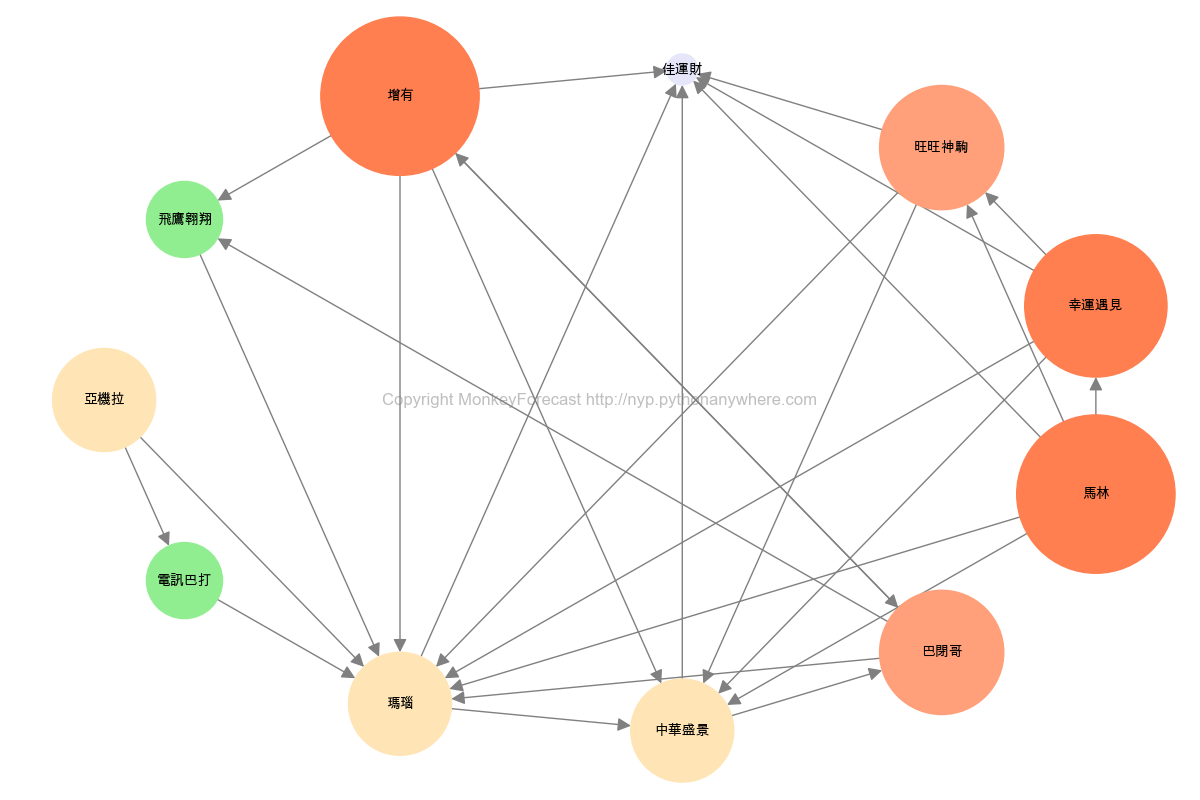 佳運財
增有
旺旺神駒
飛鷹翱翔
幸運遇見
亞機拉
Copyright MonkeyForecast http://nyp.pythonanywhere.com
馬林
電訊巴打
巴閉哥
瑪瑙
中華盛景